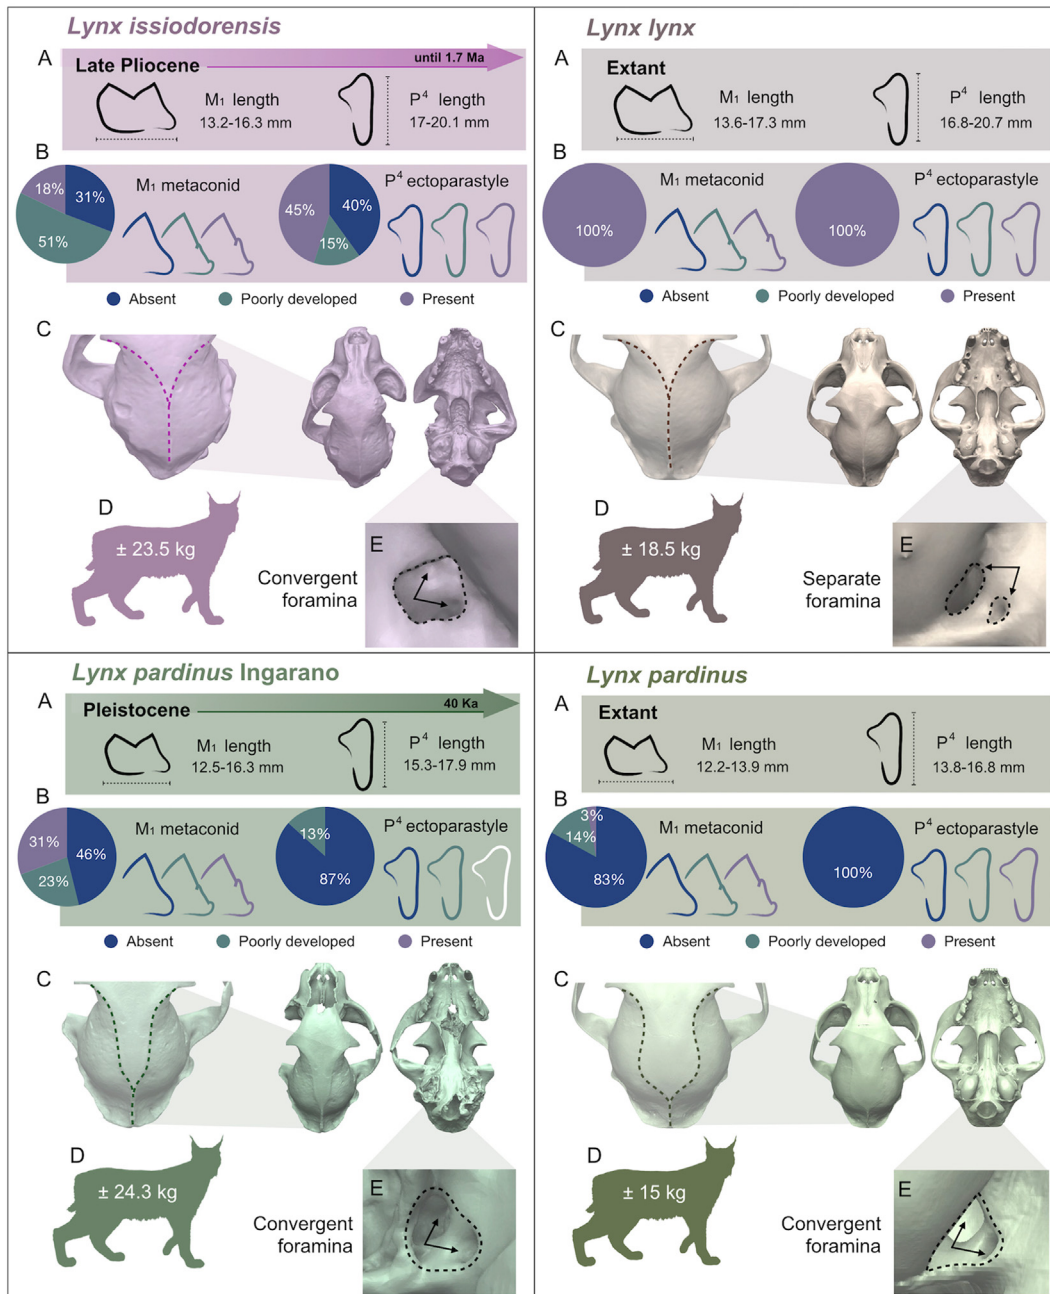 Lynx issiodorensis
A
Late Pliocene
until 1.7 Ma
M1 length
13.2-16.3 mm
P4 length
17-20.1 mm
B
18%
31%
51%
M1 metaconid
45%
40%
15%
P4 ectoparastyle
Absent
Poorly developed
Present
C
D
± 23.5 kg
Convergent
foramina
E
Lynx lynx
A
Extant
M1 length
13.6-17.3 mm
P4 length
16.8-20.7 mm
B
100%
M1 metaconid
100%
P4 ectoparastyle
Absent
Poorly developed
Present
C
D
± 18.5 kg
Separate
foramina
E
Lynx pardinus Ingarano
A
Pleistocene
40 Ka
M1 length
12.5-16.3 mm
P4 length
15.3-17.9 mm
B
31%
46%
23%
M1 metaconid
13%
87%
P4 ectoparastyle
Absent
Poorly developed
Present
C
D
± 24.3 kg
Convergent
foramina
E
Lynx pardinus
A
Extant
M1 length
12.2-13.9 mm
P4 length
13.8-16.8 mm
B
3%
14%
83%
M1 metaconid
100%
P4 ectoparastyle
Absent
Poorly developed
Present
C
D
± 15 kg
Convergent
foramina
E